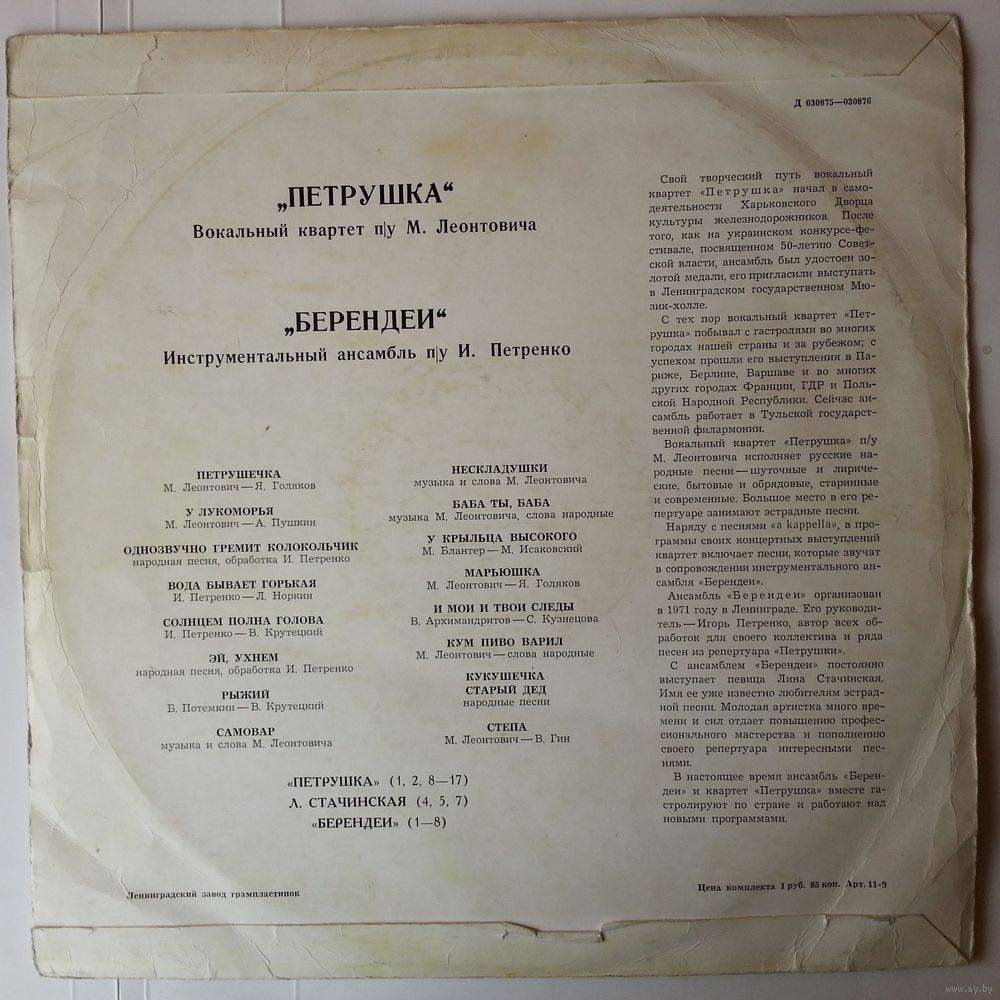 Д 030875—030876
„ПЕТРУШКА“
Вокальный квартет п|у М. Леонтовича
„БЕРЕНДЕИ“
Инструментальный ансамбль п|у И. Петренко
ПЕТРУШЕЧКА
М. Леонтович — Я. Голяков
У ЛУКОМОРЬЯ
М. Леонтович — А. Пушкин
ОДНОЗВУЧНО ГРЕМИТ КОЛОКОЛЬЧИК
народная песня, обработка И. Петренко
ВОДА БЫВАЕТ ГОРЬКАЯ
И. Петренко — Л. Норкин
СОЛНЦЕМ ПОЛНА ГОЛОВА
И. Петренко — В. Крутецкий
ЭЙ, УХНЕМ
народная песня, обработка И. Петренко
РЫЖИЙ
Б. Потемкин — В. Крутецкий
САМОВАР
музыка и слова М. Леонтовича
НЕСКЛАДУШКИ
музыка и слова М. Леонтовича
БАБА ТЫ, БАБА
музыка М. Леонтовича, слова народные
У КРЫЛЬЦА ВЫСОКОГО
М. Блантер — М. Исаковский
МАРЬЮШКА
М. Леонтович — Я. Голяков
И МОИ И ТВОИ СЛЕДЫ
В. Архимандритов — С. Кузнецова
КУМ ПИВО ВАРИЛ
М. Леонтович — слова народные
КУКУШЕЧКА
СТАРЫЙ ДЕД
народные песни
СТЕПА
М. Леонтович — В. Гин
«ПЕТРУШКА» (1, 2, 8—17)
Л. СТАЧИНСКАЯ (4, 5, 7)
«БЕРЕНДЕИ» (1—8)
Свой творческий путь вокальный
квартет «Петрушка» начал в само-
деятельности Харьковского Дворца
культуры железнодорожников. После
того, как на украинском конкурсе-фе-
стивале, посвященном 50-летию Совет-
ской власти, ансамбль был удостоен зо-
лотой медали, его пригласили выступать
в Ленинградском государственном Мю-
зик-холле.
С тех пор вокальный квартет «Пет-
рушка» побывал с гастролями во многих
городах нашей страны и за рубежом; с
успехом прошли его выступления в Па-
риже, Берлине, Варшаве и во многих
других городах Франции, ГДР и Поль-
ской Народной Республики. Сейчас ан-
самбль работает в Тульской государст-
венной филармонии.
Вокальный квартет «Петрушка» п/у
М. Леонтовича исполняет русские на-
родные песни — шуточные и лириче-
ские, бытовые и обрядовые, старинные
и современные. Большое место в его ре-
пертуаре занимают эстрадные песни.
Наряду с песнями «a kappella», в про-
граммы своих концертных выступлений
квартет включает песни, которые звучат
в сопровождении инструментального ан-
самбля «Берендеи».
Ансамбль «Берендеи» организован
в 1971 году в Ленинграде. Его руководи-
тель — Игорь Петренко, автор всех об-
работок для своего коллектива и ряда
песен из репертуара «Петрушки».
С ансамблем «Берендеи» постоянно
выступает певица Лина Стачинская.
Имя ее уже известно любителям эстрад-
ной песни. Молодая артистка много вре-
мени и сил отдает повышению профес-
сионального мастерства и пополнению
своего репертуара интересными пес-
нями.
В настоящее время ансамбль «Берен-
деи» и квартет «Петрушка» вместе га-
стролируют по стране и работают над
новыми программами.
Ленинградский завод грампластинок
Цена комплекта 1 руб. 85 коп. Арт. 11-9
www.ay.by